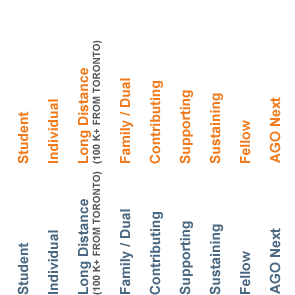 Student
Individual
Long Distance
(100 K+ FROM TORONTO)
Family / Dual
Contributing
Supporting
Sustaining
Fellow
AGO Next
Student
Individual
Long Distance
(100 K+ FROM TORONTO)
Family / Dual
Contributing
Supporting
Sustaining
Fellow
AGO Next